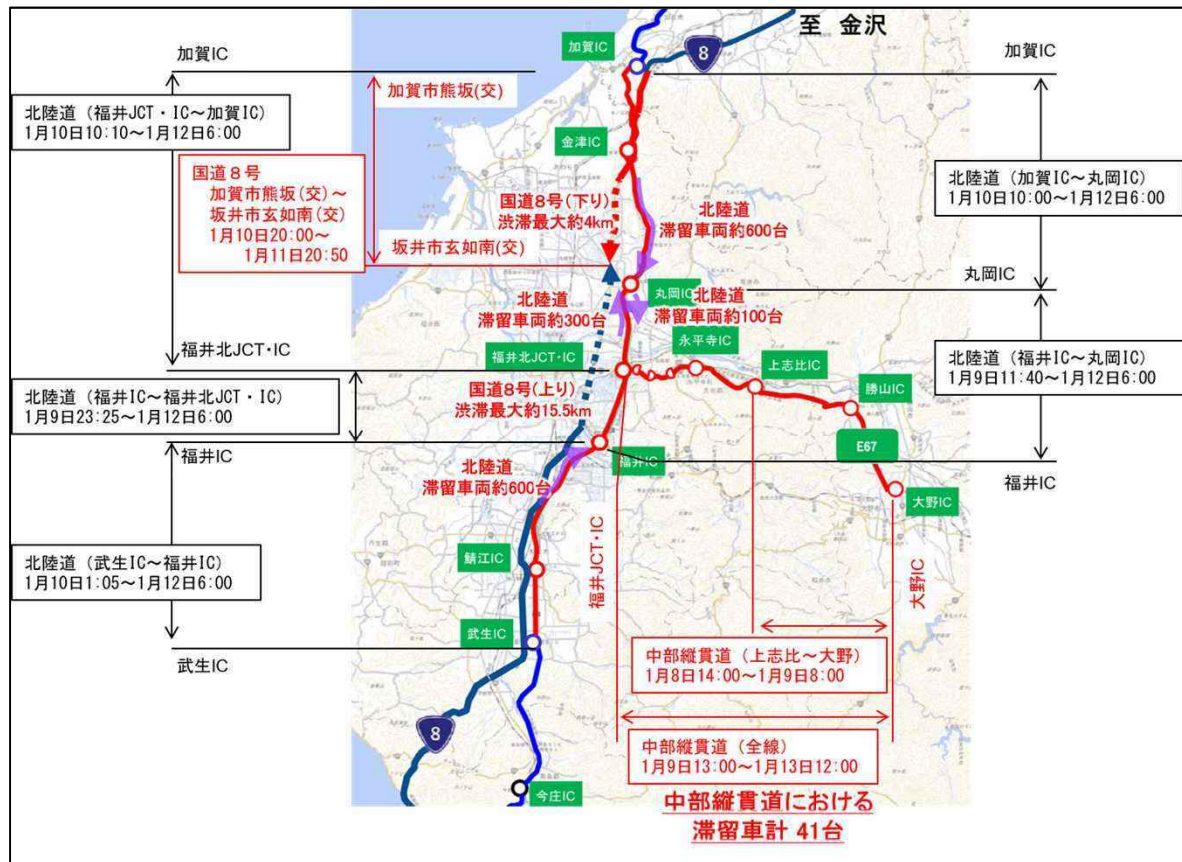 至 金沢
8
加賀IC
加賀IC
加賀IC
北陸道（福井JCT・IC～加賀IC）
1月10日10:10～1月12日6:00
加賀市熊坂(交)
国道８号
加賀市熊坂(交)～
坂井市玄如南(交)
1月10日20:00～
1月11日20:50
金津IC
国道8号(下り)
渋滞最大約4km
北陸道
滞留車両約600台
北陸道（加賀IC～丸岡IC）
1月10日10:00～1月12日6:00
坂井市玄如南(交)
丸岡IC
丸岡IC
北陸道
滞留車両約300台
北陸道
滞留車両約100台
福井北JCT・IC
福井北JCT・IC
永平寺IC
上志比IC
勝山IC
E67
大野IC
北陸道（福井IC～丸岡IC）
1月9日11:40～1月12日6:00
北陸道（福井IC～福井北JCT・IC）
1月9日23:25～1月12日6:00
国道8号(上り)
渋滞最大約15.5km
福井IC
福井IC
福井IC
北陸道
滞留車両約600台
北陸道（武生IC～福井IC）
1月10日1:05～1月12日6:00
鯖江IC
福井JCT・IC
大野IC
武生IC
武生IC
中部縦貫道（上志比～大野）
1月8日14:00～1月9日8:00
8
中部縦貫道（全線）
1月9日13:00～1月13日12:00
今庄IC
中部縦貫道における
滞留車計 41台